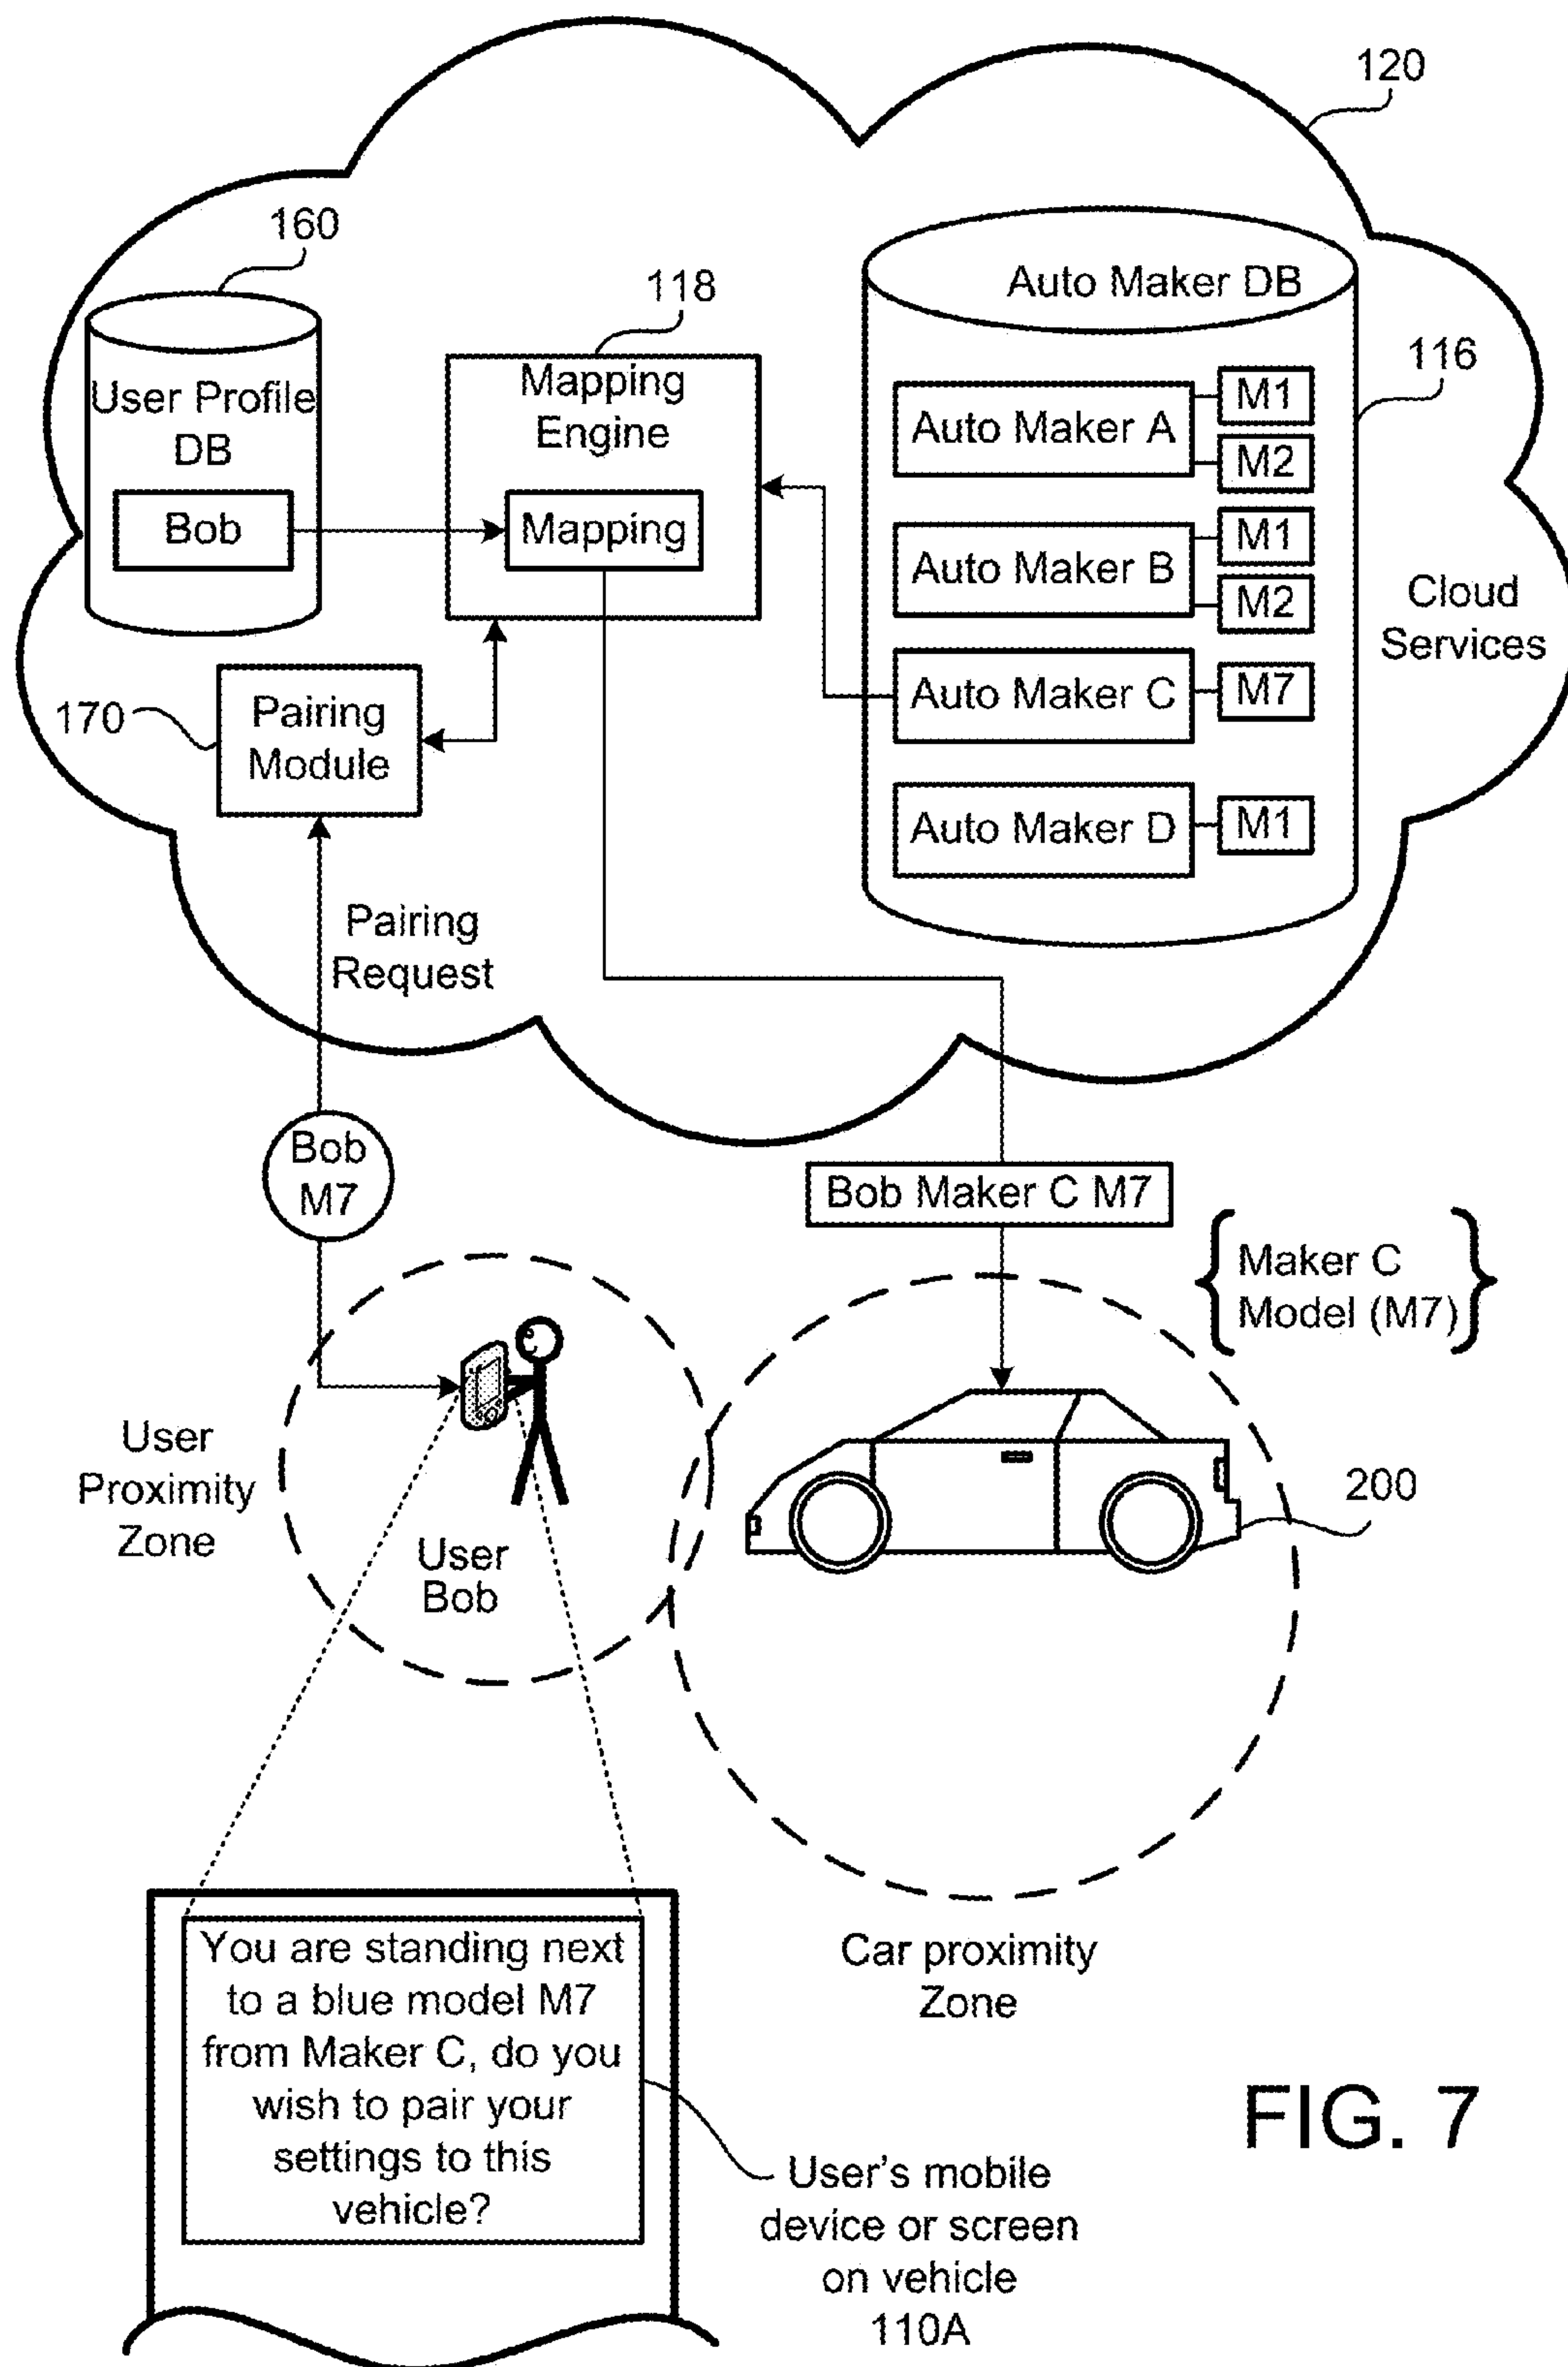 120
160
118
Auto Maker DB
116
User Profile
DB
Bob
Mapping
Engine
Mapping
Auto Maker A
M1
M2
Auto Maker B
M1
M2
Cloud
Services
Auto Maker C
M7
Auto Maker D
M1
170
Pairing
Module
Pairing
Request
Bob
M7
Bob Maker C M7
Maker C
Model (M7)
User
Proximity
Zone
User
Bob
200
Car proximity
Zone
You are standing next
to a blue model M7
from Maker C, do you
wish to pair your
settings to this
vehicle?
User's mobile
device or screen
on vehicle
110A
FIG. 7